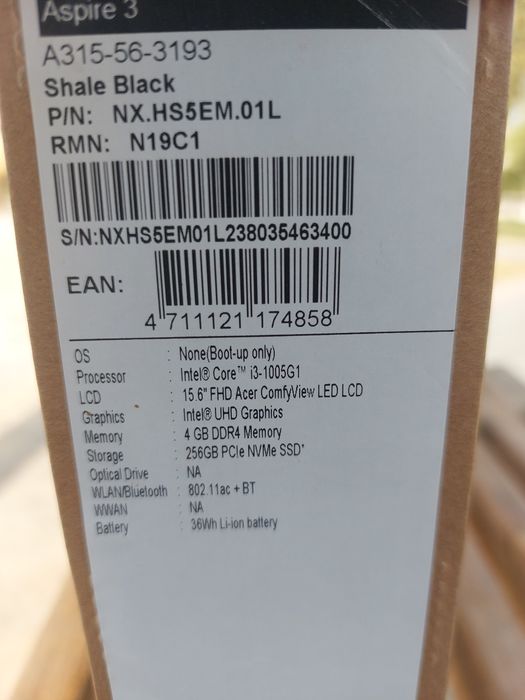 Aspire 3
A315-56-3193
Shale Black
P/N: NX.HS5EM.01L
RMN: N19C1
S/N:NXHS5EM01L238035463400
EAN:
4 711121 174858
OS : None(Boot-up only)
Processor : Intel® Core™ i3-1005G1
LCD : 15.6" FHD Acer ComfyView LED LCD
Graphics : Intel® UHD Graphics
Memory : 4 GB DDR4 Memory
Storage : 256GB PCIe NVMe SSD*
Optical Drive : NA
WLAN/Bluetooth : 802.11ac + BT
WWAN : NA
Battery : 36Wh Li-ion battery